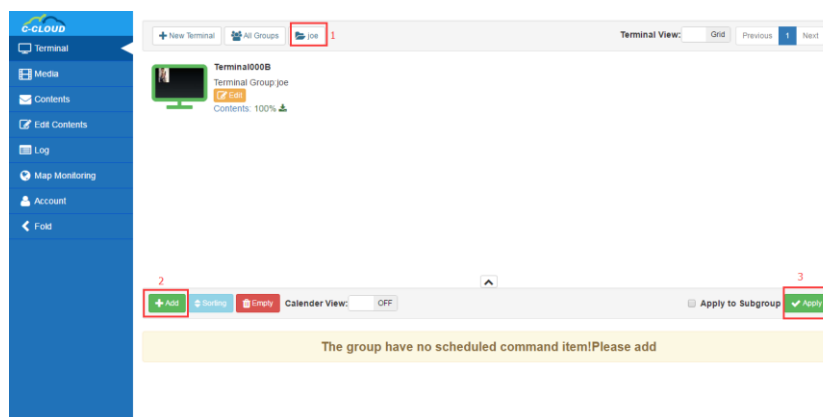 C-CLOUD
Terminal
Media
Contents
Edit Contents
Log
Map Monitoring
Account
Fold
New Terminal All Groups joe 1 Terminal View: Grid Previous 1 Next
Terminal000B
Terminal Group:joe
Edit
Contents: 100%
2 3
Add Sorting Empty Calender View: OFF Apply to Subgroup Apply
The group have no scheduled command item!Please add